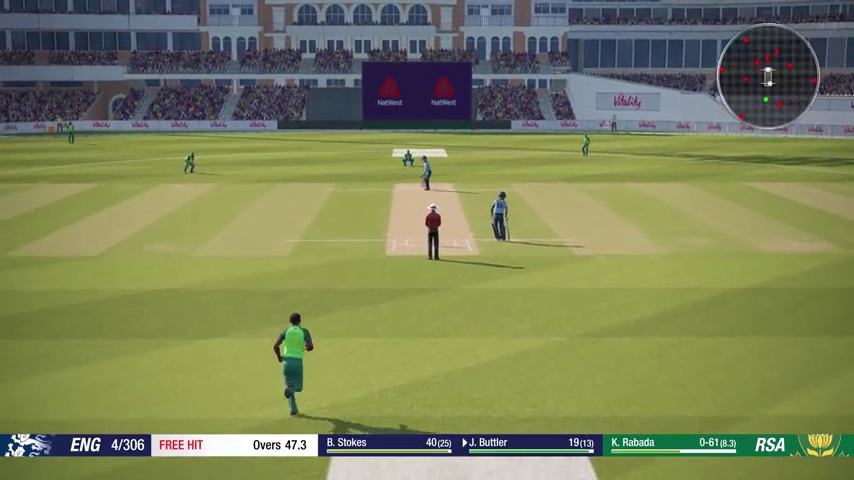 NatWest NatWest
Vitality
ENG 4/306 FREE HIT Overs 47.3 B. Stokes 40(25) J. Buttler 19(13) K. Rabada 0-61(8.3) RSA